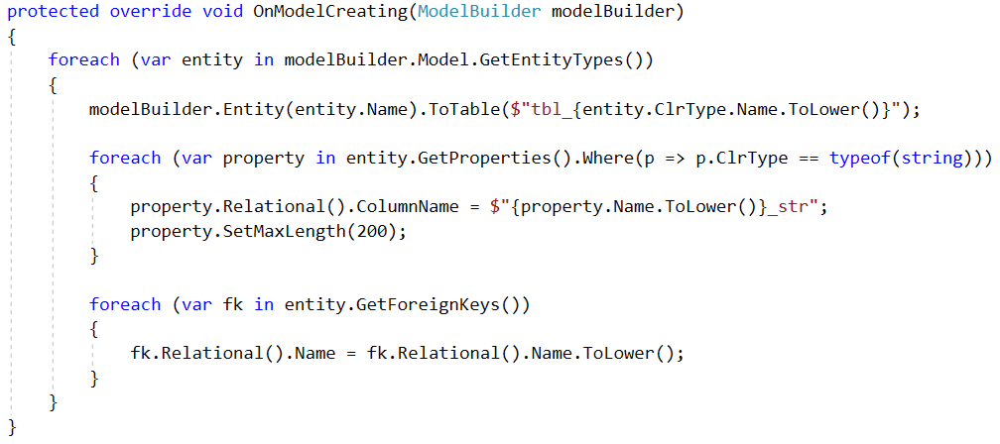 protected override void OnModelCreating(ModelBuilder modelBuilder)
{
    foreach (var entity in modelBuilder.Model.GetEntityTypes())
    {
        modelBuilder.Entity(entity.Name).ToTable($"tbl_{entity.ClrType.Name.ToLower()}");

        foreach (var property in entity.GetProperties().Where(p => p.ClrType == typeof(string)))
        {
            property.Relational().ColumnName = $"{property.Name.ToLower()}_str";
            property.SetMaxLength(200);
        }

        foreach (var fk in entity.GetForeignKeys())
        {
            fk.Relational().Name = fk.Relational().Name.ToLower();
        }
    }
}